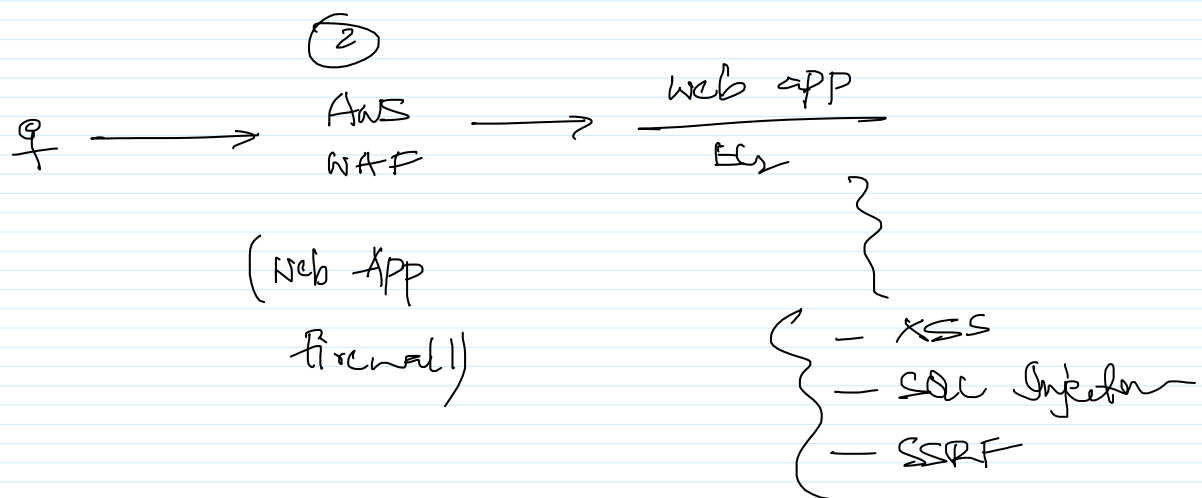 2
AWS
WAF
web app
EC2
(Web App
firewall)
- XSS
- SQL Injection
- SSRF